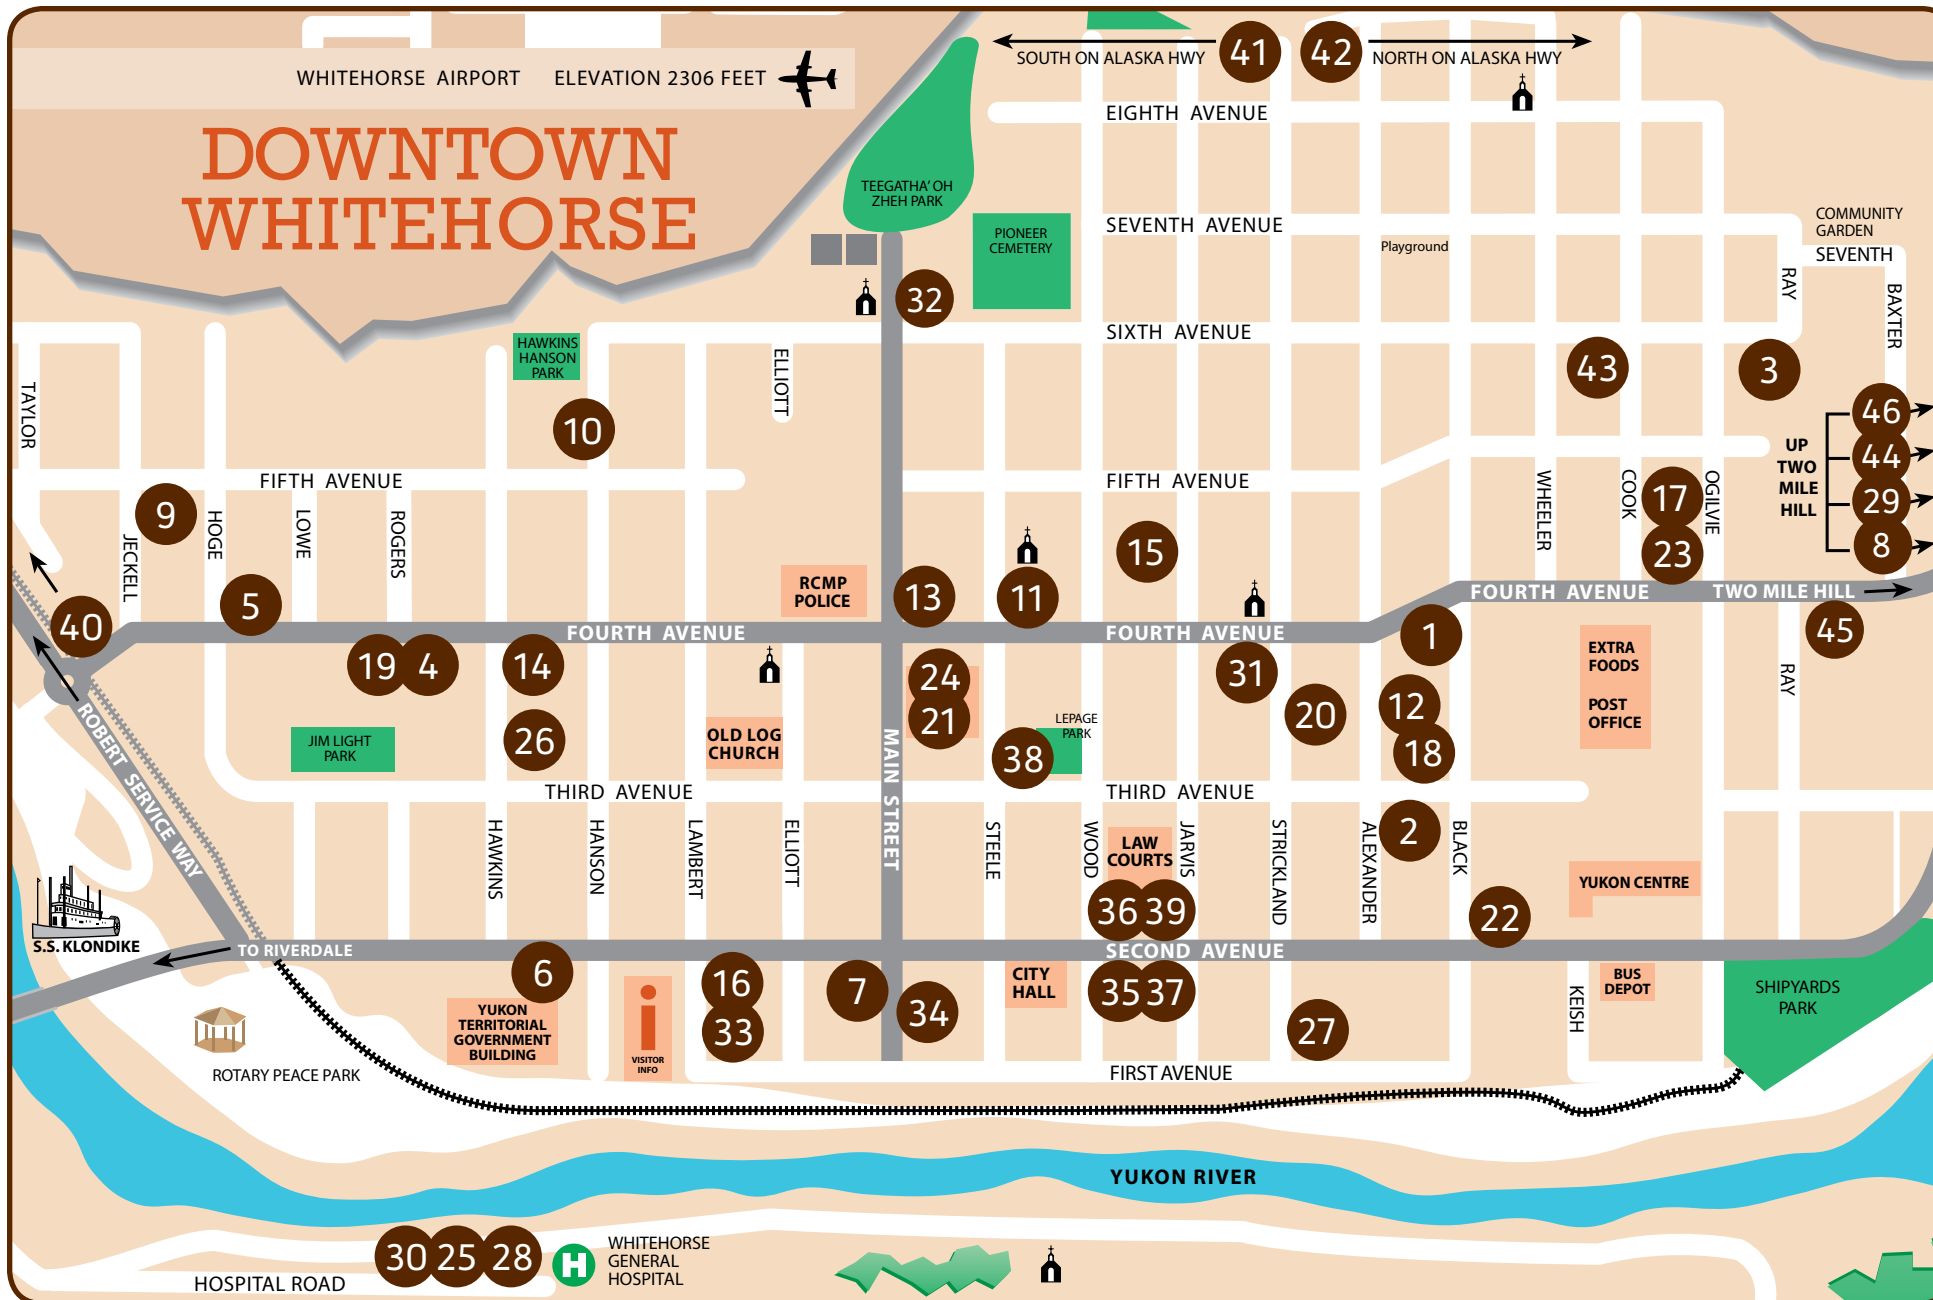 WHITEHORSE AIRPORT ELEVATION 2306 FEET
DOWNTOWN
WHITEHORSE
41
42
SOUTH ON ALASKA HWY
NORTH ON ALASKA HWY
EIGHTH AVENUE
TEEGATHA' OH
ZHEH PARK
PIONEER
CEMETERY
SEVENTH AVENUE
Playground
COMMUNITY
GARDEN
SEVENTH
RAY
BAXTER
32
SIXTH AVENUE
HAWKINS
HANSON
PARK
ELLIOTT
TAYLOR
10
43
3
46
44
29
8
UP
TWO
MILE
HILL
FIFTH AVENUE
FIFTH AVENUE
9
JECKELL
HOGE
LOWE
ROGERS
WHEELER
COOK
OGILVIE
17
23
15
5
40
RCMP
POLICE
13
11
FOURTH AVENUE
FOURTH AVENUE
FOURTH AVENUE
TWO MILE HILL
1
45
19
4
14
24
21
31
20
12
18
EXTRA
FOODS
POST
OFFICE
RAY
ROBERT SERVICE WAY
JIM LIGHT
PARK
26
OLD LOG
CHURCH
MAIN STREET
38
LEPAGE
PARK
THIRD AVENUE
THIRD AVENUE
HAWKINS
HANSON
LAMBERT
ELLIOTT
STEELE
WOOD
LAW
COURTS
JARVIS
STRICKLAND
ALEXANDER
2
BLACK
YUKON CENTRE
36
39
22
S.S. KLONDIKE
TO RIVERDALE
SECOND AVENUE
6
16
33
7
34
CITY
HALL
35
37
27
KEISH
BUS
DEPOT
SHIPYARDS
PARK
YUKON
TERRITORIAL
GOVERNMENT
BUILDING
VISITOR
INFO
ROTARY PEACE PARK
FIRST AVENUE
YUKON RIVER
30
25
28
H
WHITEHORSE
GENERAL
HOSPITAL
HOSPITAL ROAD